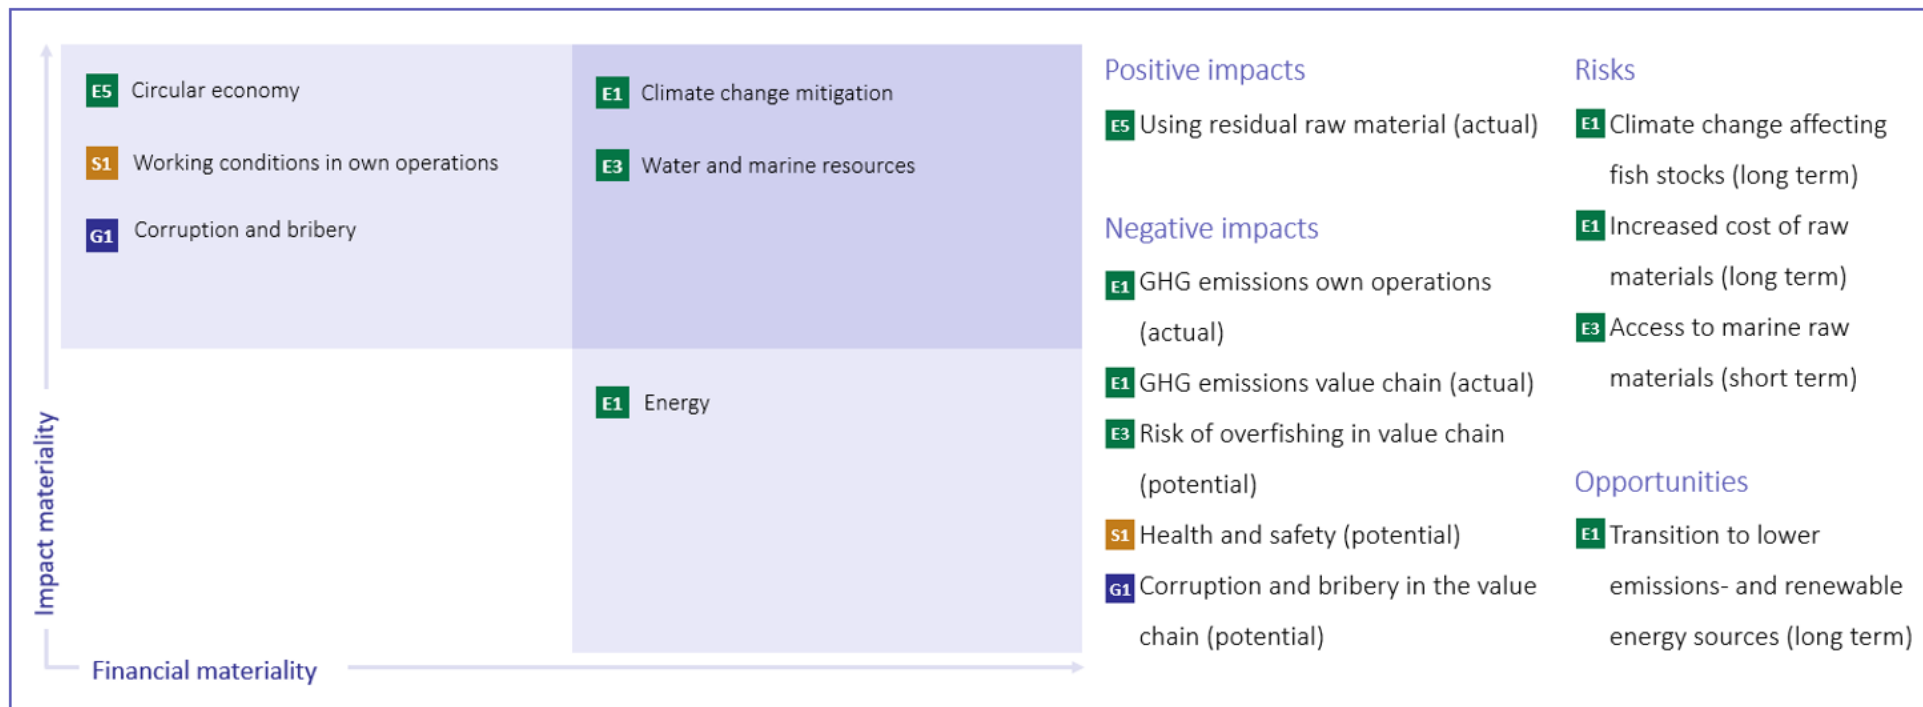 E5 Circular economy
S1 Working conditions in own operations
G1 Corruption and bribery
E1 Climate change mitigation
E3 Water and marine resources
E1 Energy
Impact materiality
Financial materiality
Positive impacts
E5 Using residual raw material (actual)
Negative impacts
E1 GHG emissions own operations
(actual)
E1 GHG emissions value chain (actual)
E3 Risk of overfishing in value chain
(potential)
S1 Health and safety (potential)
G1 Corruption and bribery in the value
chain (potential)
Risks
E1 Climate change affecting
fish stocks (long term)
E1 Increased cost of raw
materials (long term)
E3 Access to marine raw
materials (short term)
Opportunities
E1 Transition to lower
emissions- and renewable
energy sources (long term)